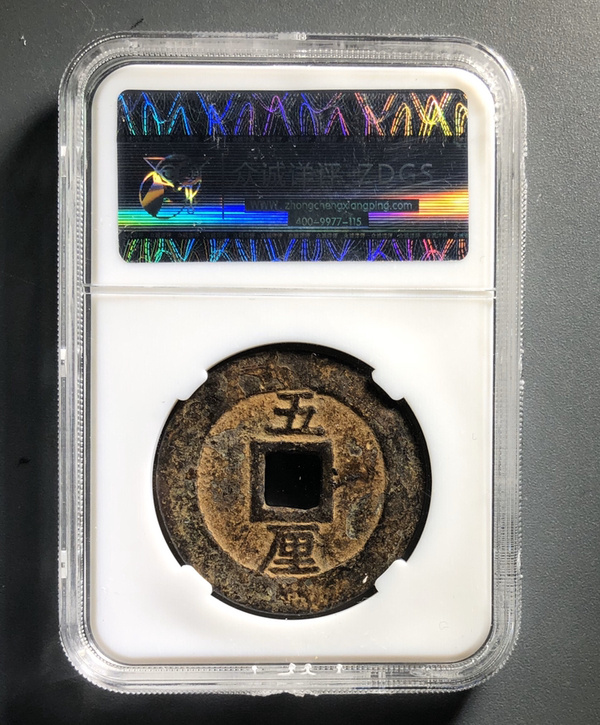 众诚详评 ZDGS
www.zhongchengxiangping.com
400-9977-115
五
厘